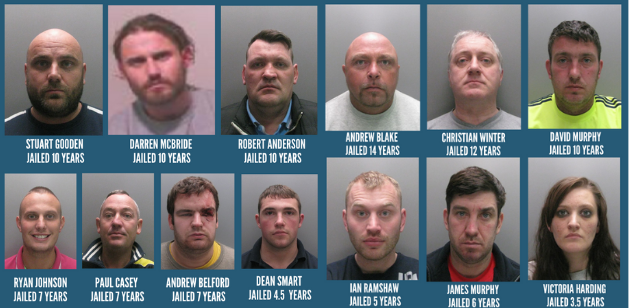 STUART GOODEN
JAILED 10 YEARS
DARREN MCBRIDE
JAILED 10 YEARS
ROBERT ANDERSON
JAILED 10 YEARS
ANDREW BLAKE
JAILED 14 YEARS
CHRISTIAN WINTER
JAILED 12 YEARS
DAVID MURPHY
JAILED 10 YEARS
RYAN JOHNSON
JAILED 7 YEARS
PAUL CASEY
JAILED 7 YEARS
ANDREW BELFORD
JAILED 7 YEARS
DEAN SMART
JAILED 4.5 YEARS
IAN RAMSHAW
JAILED 5 YEARS
JAMES MURPHY
JAILED 6 YEARS
VICTORIA HARDING
JAILED 3.5 YEARS